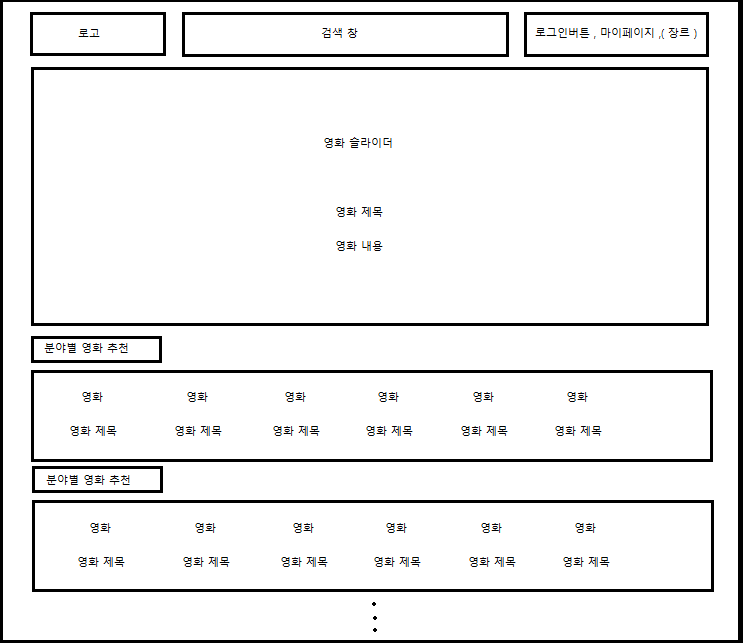 로고
검색 창
로그인버튼 , 마이페이지 ,( 장르 )
영화 슬라이더
영화 제목
영화 내용
분야별 영화 추천
영화 영화 영화 영화 영화 영화
영화 제목 영화 제목 영화 제목 영화 제목 영화 제목 영화 제목
분야별 영화 추천
영화 영화 영화 영화 영화 영화
영화 제목 영화 제목 영화 제목 영화 제목 영화 제목 영화 제목